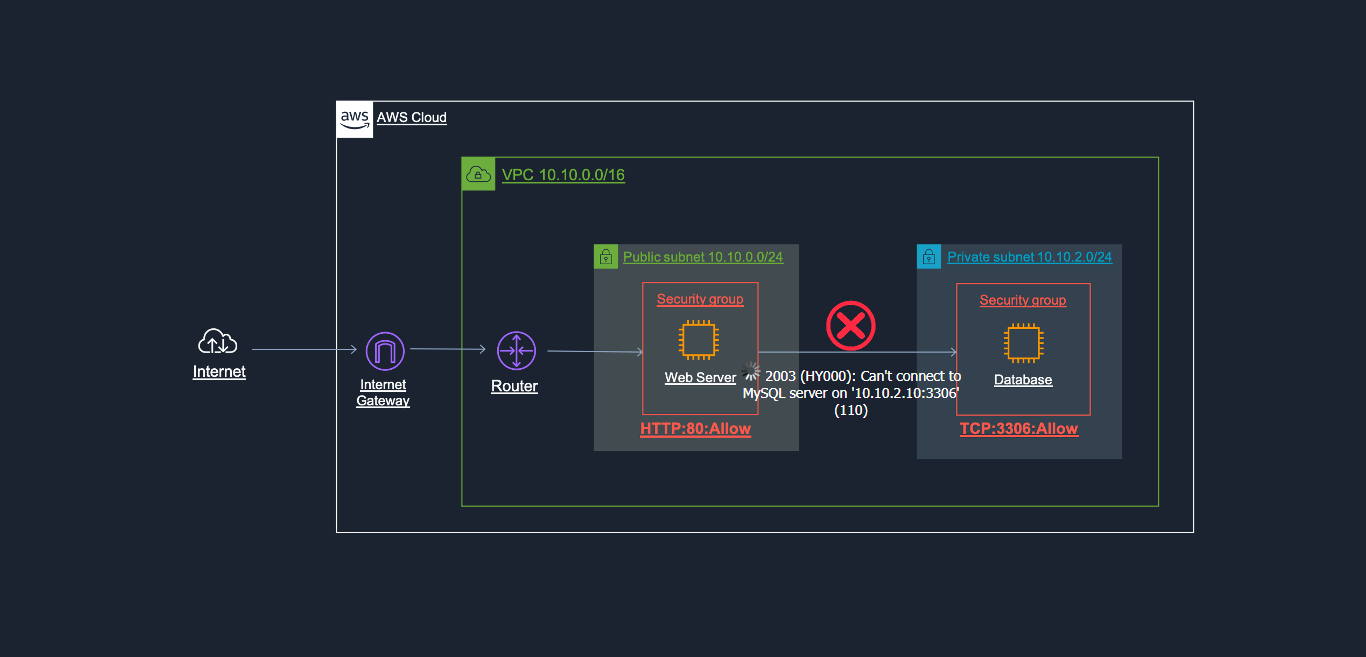 aws AWS Cloud
VPC 10.10.0.0/16
Public subnet 10.10.0.0/24
Security group
Web Server
HTTP:80:Allow
Private subnet 10.10.2.0/24
Security group
Database
TCP:3306:Allow
2003 (HY000): Can't connect to
MySQL server on '10.10.2.10:3306'
(110)
Internet
Internet
Gateway
Router